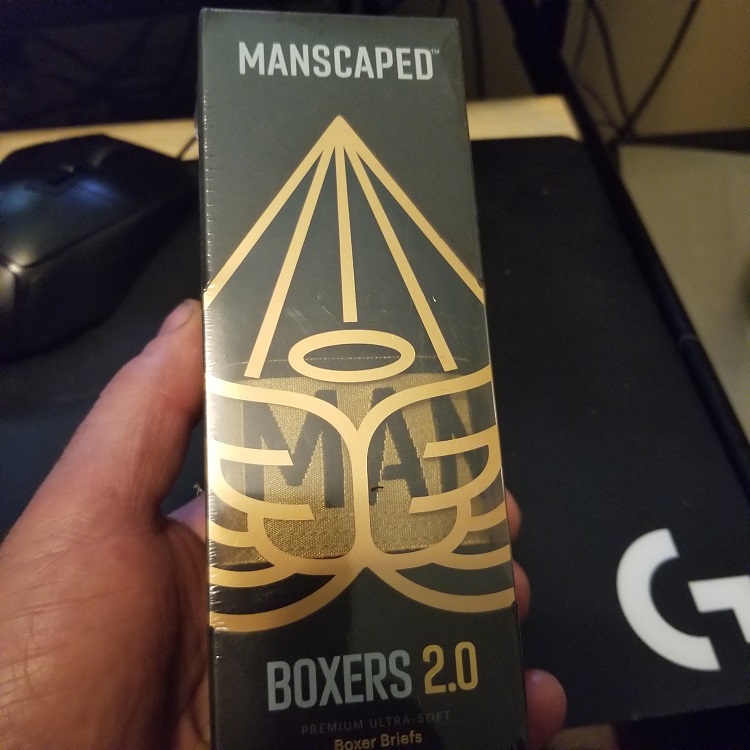 MANSCAPED™
MAN
BOXERS 2.0
PREMIUM ULTRA-SOFT
Boxer Briefs
G